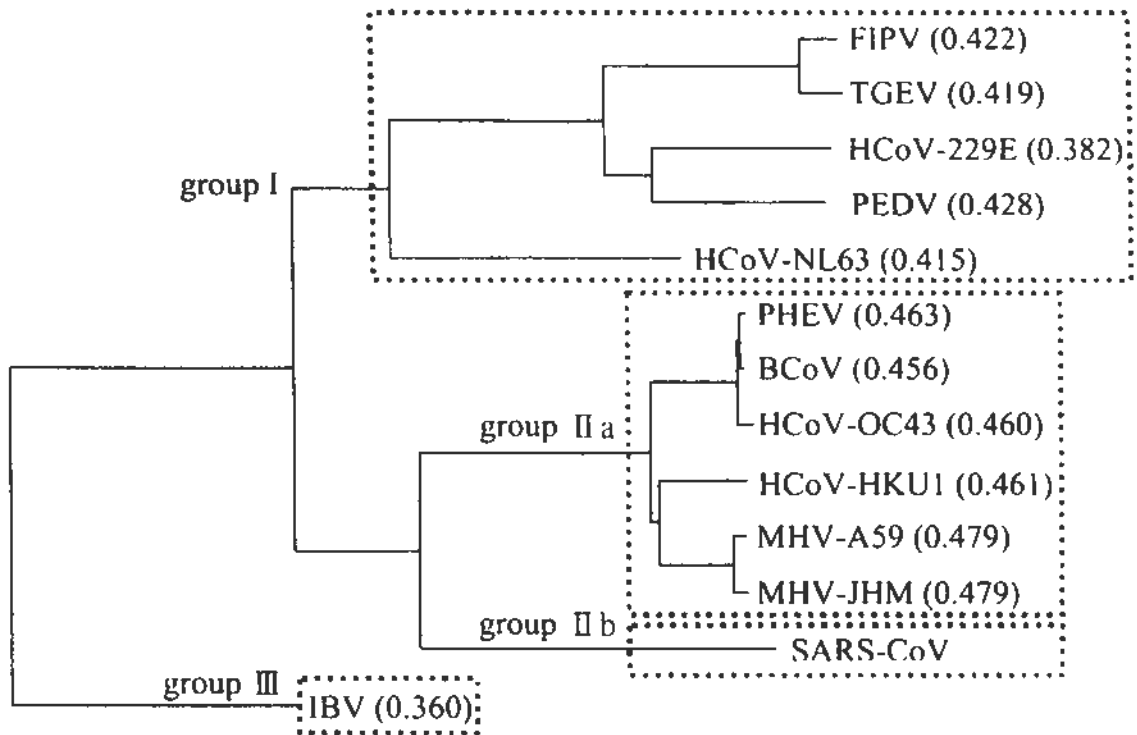 FIPV (0.422)
TGEV (0.419)
HCoV-229E (0.382)
group I
PEDV (0.428)
HCoV-NL63 (0.415)
PHEV (0.463)
BCoV (0.456)
group II a
HCoV-OC43 (0.460)
HCoV-HKU1 (0.461)
MHV-A59 (0.479)
MHV-JHM (0.479)
group II b
SARS-CoV
group III
IBV (0.360)